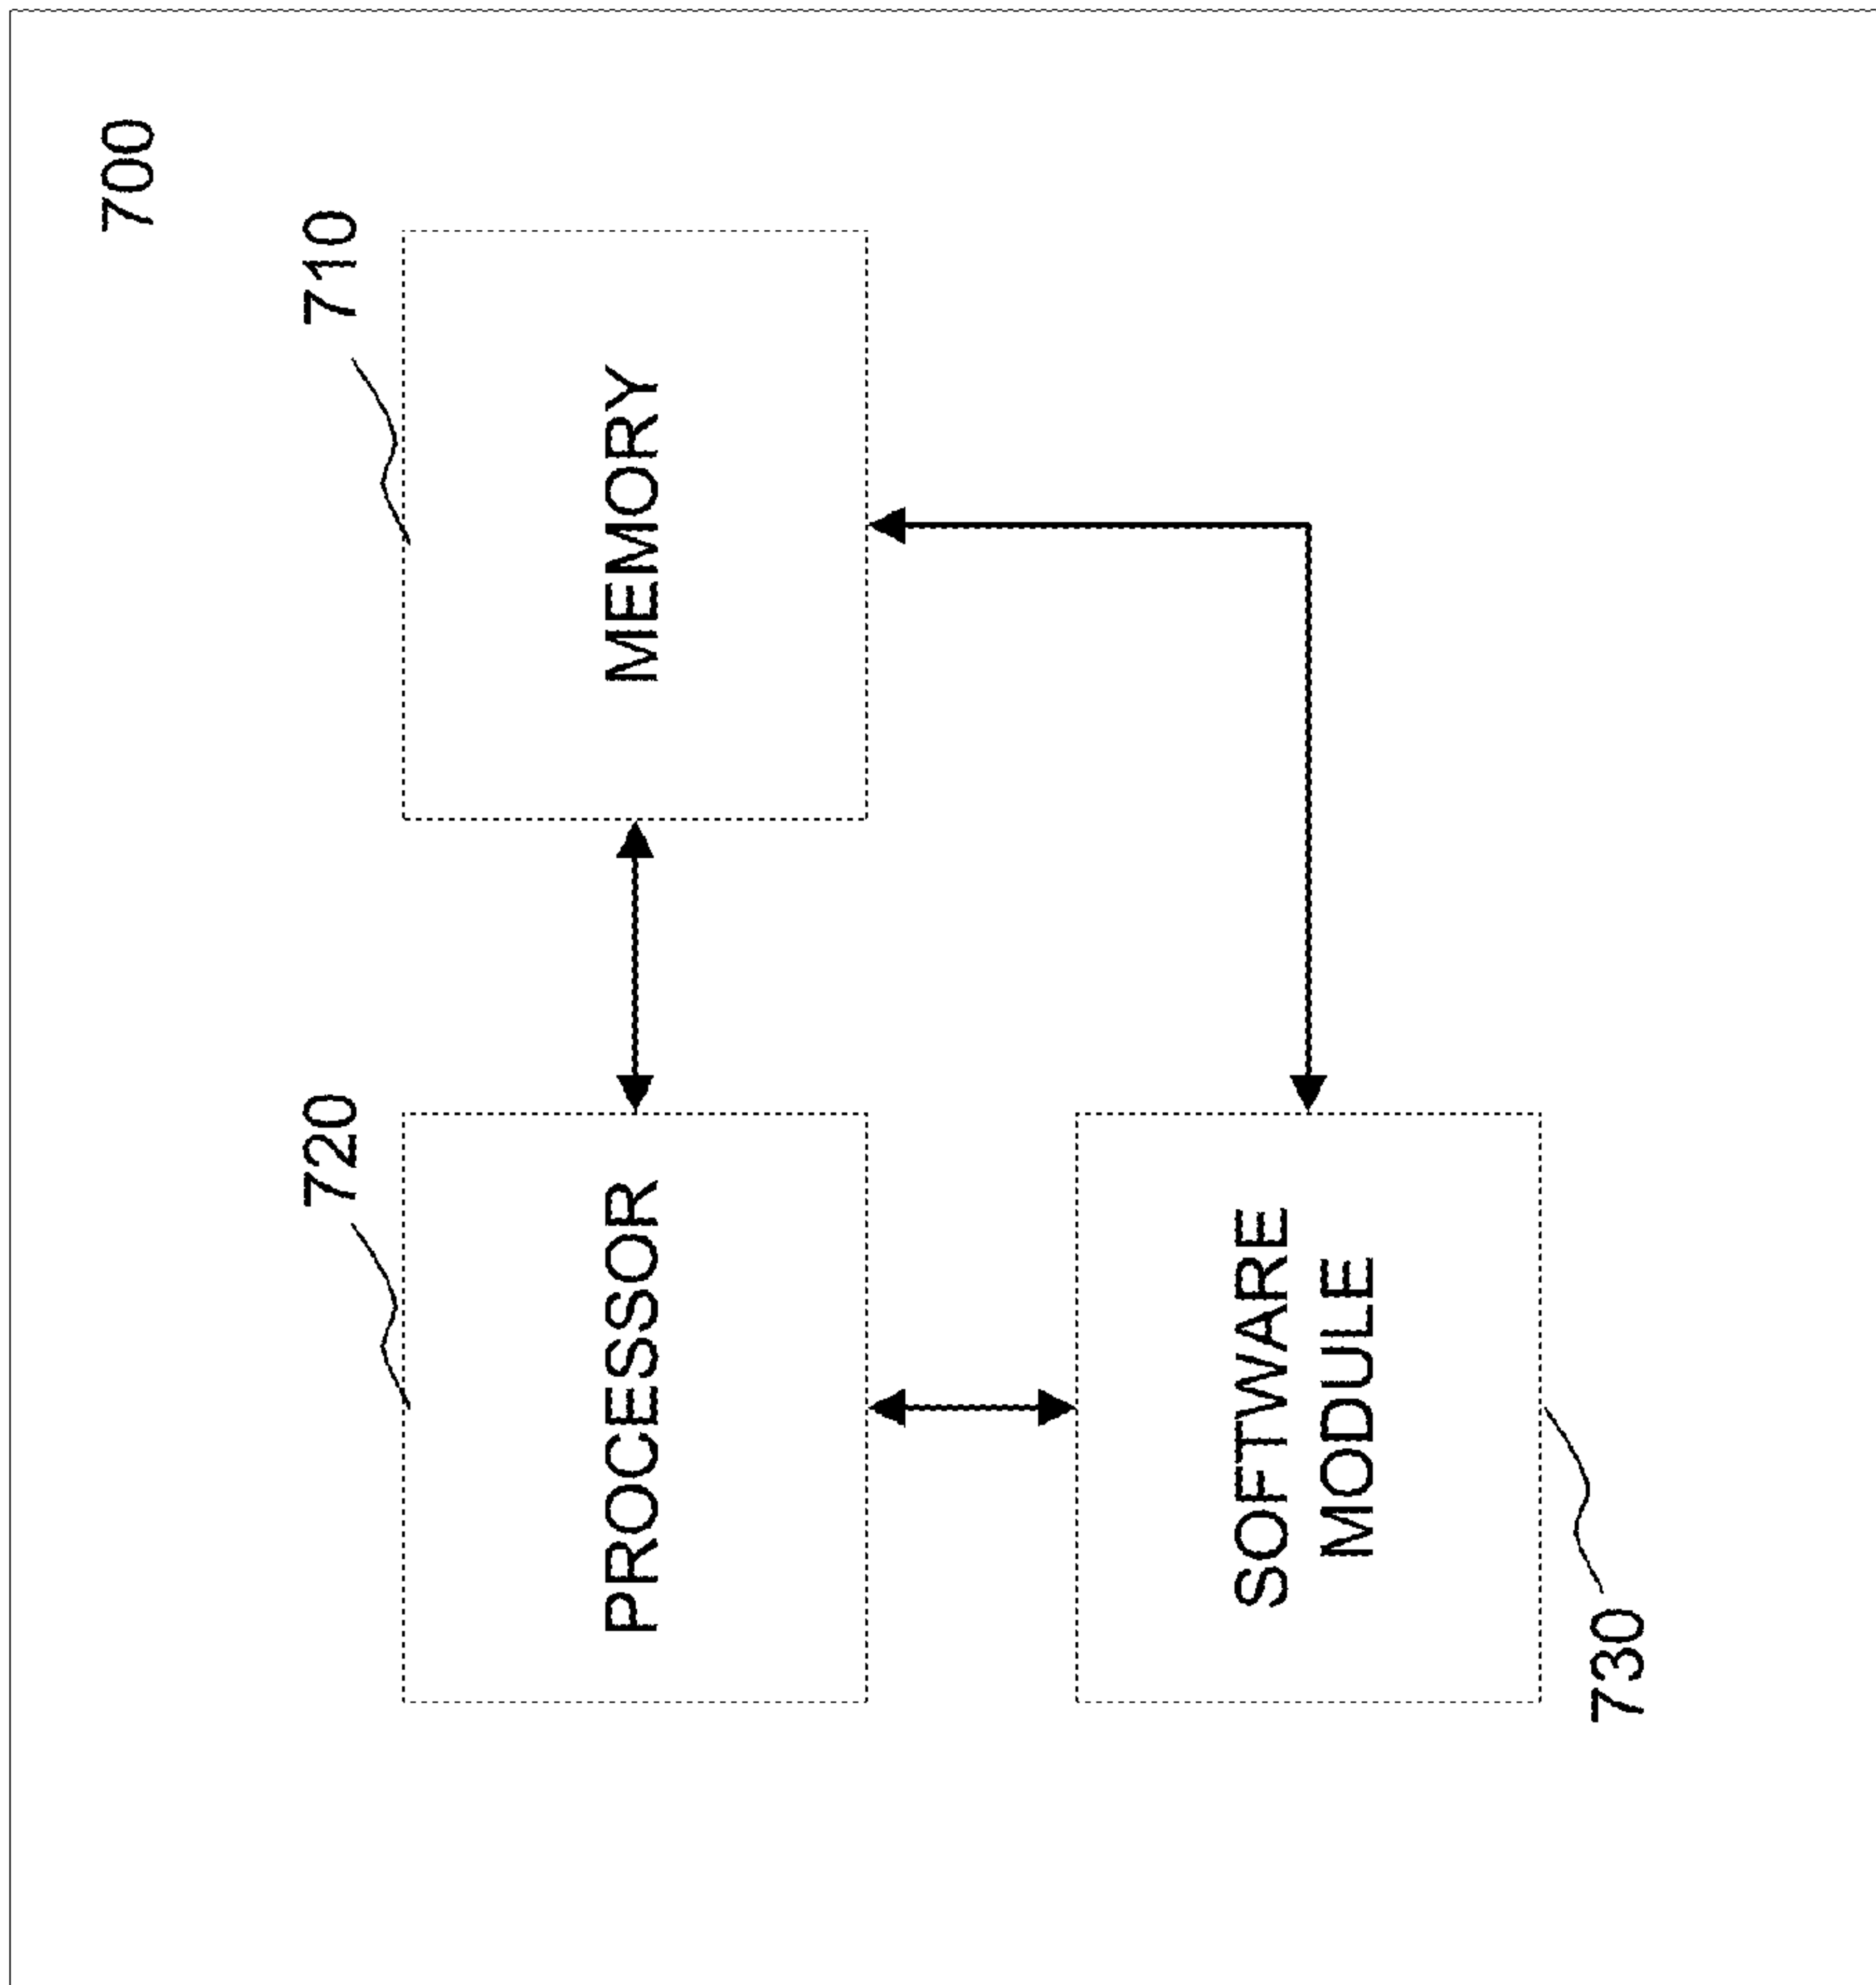 700
720
710
PROCESSOR
MEMORY
SOFTWARE
MODULE
730